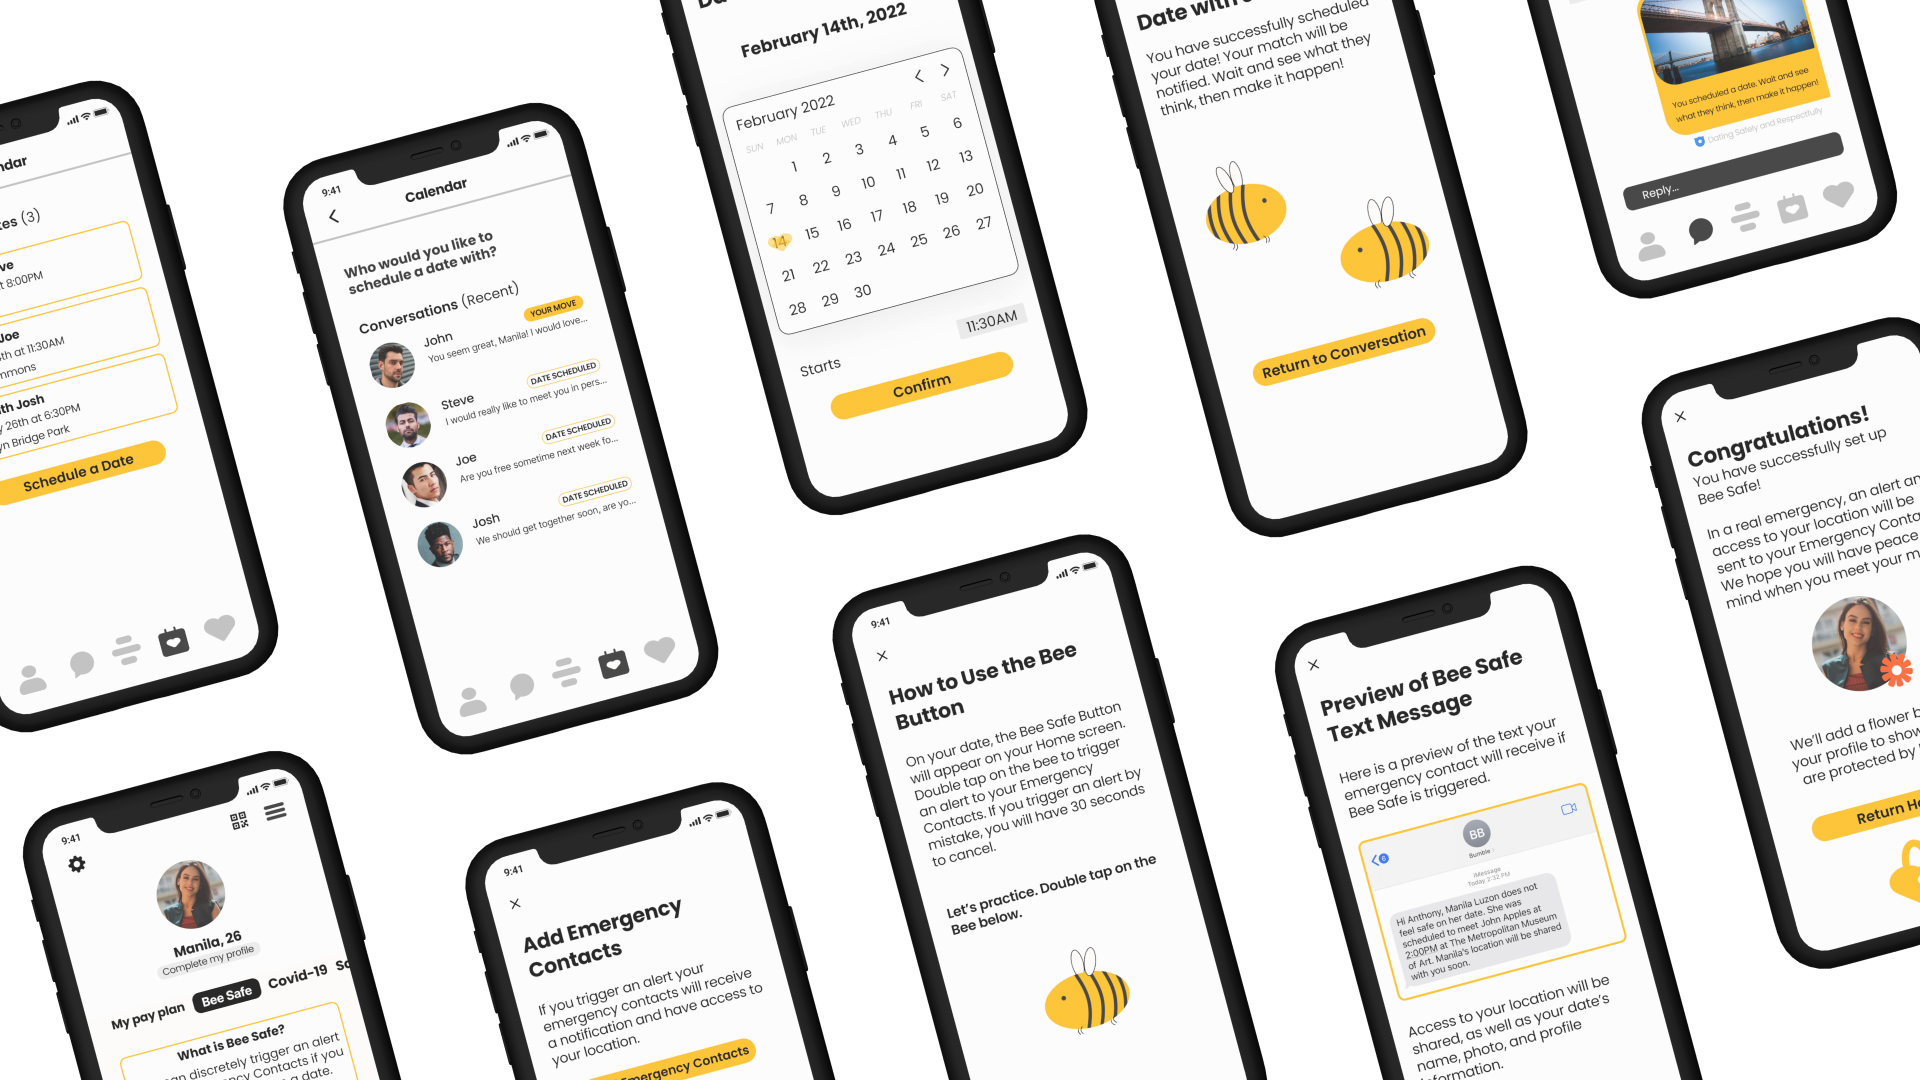 ndar
(3)
at 8:00PM
Joe
at 11:30AM
Josh
26th at 6:30PM
Bridge Park
Schedule a Date
9:41
Calendar
Who would you like to
schedule a date with?
Conversations (Recent)
YOUR MOVE
John
You seem great, Manila! I would love...
DATE SCHEDULED
Steve
I would really like to meet you in pers...
DATE SCHEDULED
Joe
Are you free sometime next week fo...
DATE SCHEDULED
Josh
We should get together soon, are yo...
February 14th, 2022
February 2022
SUN MON TUE WED THU FRI SAT
1 2 3 4 5 6
7 8 9 10 11 12 13
14 15 16 17 18 19 20
21 22 23 24 25 26 27
28 29 30
11:30AM
Starts
Confirm
Date with
You have successfully scheduled
your date! Your match will be
notified. Wait and see what they
think, then make it happen!
Return to Conversation
You scheduled a date. Wait and see
what they think, then make it happen!
Dating Safely and Respectfully
Reply...
9:41
Manila, 26
Complete my profile
My pay plan Bee Safe Covid-19
What is Bee Safe?
discretely trigger an alert
Contacts if you
a date.
9:41
Add Emergency
Contacts
If you trigger an alert your
emergency contacts will receive
a notification and have access to
your location.
Emergency Contacts
9:41
How to Use the Bee
Button
On your date, the Bee Safe Button
will appear on your Home screen.
Double tap on the bee to trigger
an alert to your Emergency
Contacts. If you trigger an alert by
mistake, you will have 30 seconds
to cancel.
Let's practice. Double tap on the
Bee below.
Preview of Bee Safe
Text Message
Here is a preview of the text your
emergency contact will receive if
Bee Safe is triggered.
BB
Bumble
iMessage
Today 2:32 PM
Hi Anthony, Manila Luzon does not
feel safe on her date. She was
scheduled to meet John Apples at
2:00PM at The Metropolitan Museum
of Art. Manila's location will be shared
with you soon.
Access to your location will be
shared, as well as your date's
name, photo, and profile
information.
Congratulations!
You have successfully set up
Bee Safe!
In a real emergency, an alert an
access to your location will be
sent to your Emergency Conta
We hope you will have peace
mind when you meet your m
We'll add a flower b
your profile to show
are protected by
Return Ho